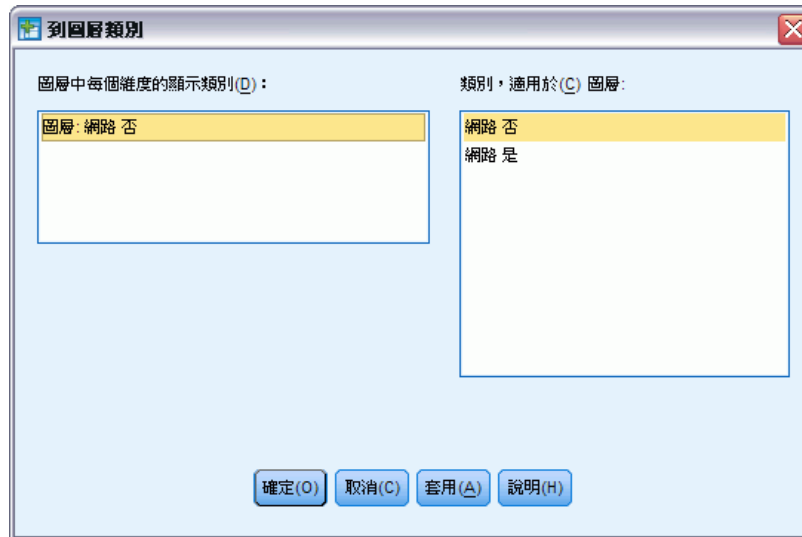 到圖層類別
圖層中每個維度的顯示類別(D)：
圖層: 網路 否
類別，適用於(C) 圖層:
網路 否
網路 是
確定(O)
取消(C)
套用(A)
說明(H)